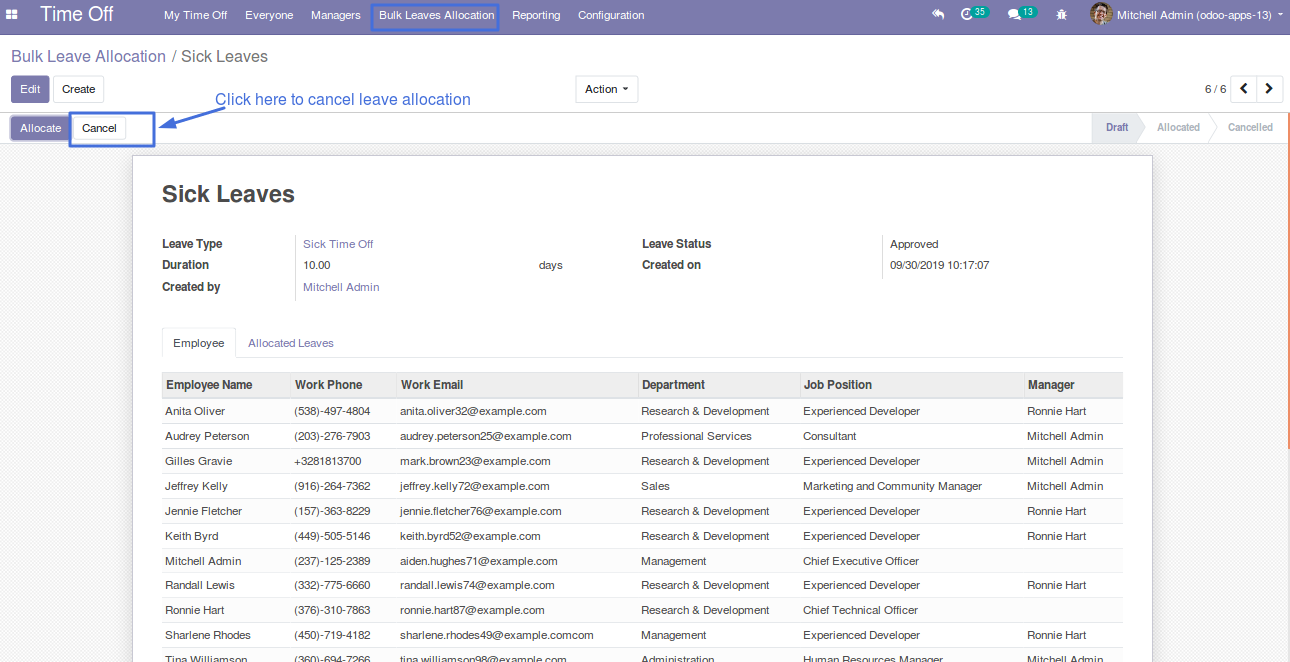 Time Off My Time Off Everyone Managers Bulk Leaves Allocation Reporting Configuration 35 13 Mitchell Admin (odoo-apps-13)
Bulk Leave Allocation / Sick Leaves
Edit Create Action 6 / 6
Click here to cancel leave allocation
Allocate Cancel Draft Allocated Cancelled
Sick Leaves
Leave Type Sick Time Off Leave Status Approved
Duration 10.00 days Created on 09/30/2019 10:17:07
Created by Mitchell Admin
Employee Allocated Leaves
Employee Name Work Phone Work Email Department Job Position Manager
Anita Oliver (538)-497-4804 anita.oliver32@example.com Research & Development Experienced Developer Ronnie Hart
Audrey Peterson (203)-276-7903 audrey.peterson25@example.com Professional Services Consultant Mitchell Admin
Gilles Gravie +3281813700 mark.brown23@example.com Research & Development Experienced Developer Mitchell Admin
Jeffrey Kelly (916)-264-7362 jeffrey.kelly72@example.com Sales Marketing and Community Manager Mitchell Admin
Jennie Fletcher (157)-363-8229 jennie.fletcher76@example.com Research & Development Experienced Developer Ronnie Hart
Keith Byrd (449)-505-5146 keith.byrd52@example.com Research & Development Experienced Developer Ronnie Hart
Mitchell Admin (237)-125-2389 aiden.hughes71@example.com Management Chief Executive Officer
Randall Lewis (332)-775-6660 randall.lewis74@example.com Research & Development Experienced Developer Ronnie Hart
Ronnie Hart (376)-310-7863 ronnie.hart87@example.com Research & Development Chief Technical Officer
Sharlene Rhodes (450)-719-4182 sharlene.rhodes49@example.comcom Management Experienced Developer Ronnie Hart
Tina Williamson (360)-694-7266 tina.williamson98@example.com Administration Human Resources Manager Mitchell Admin